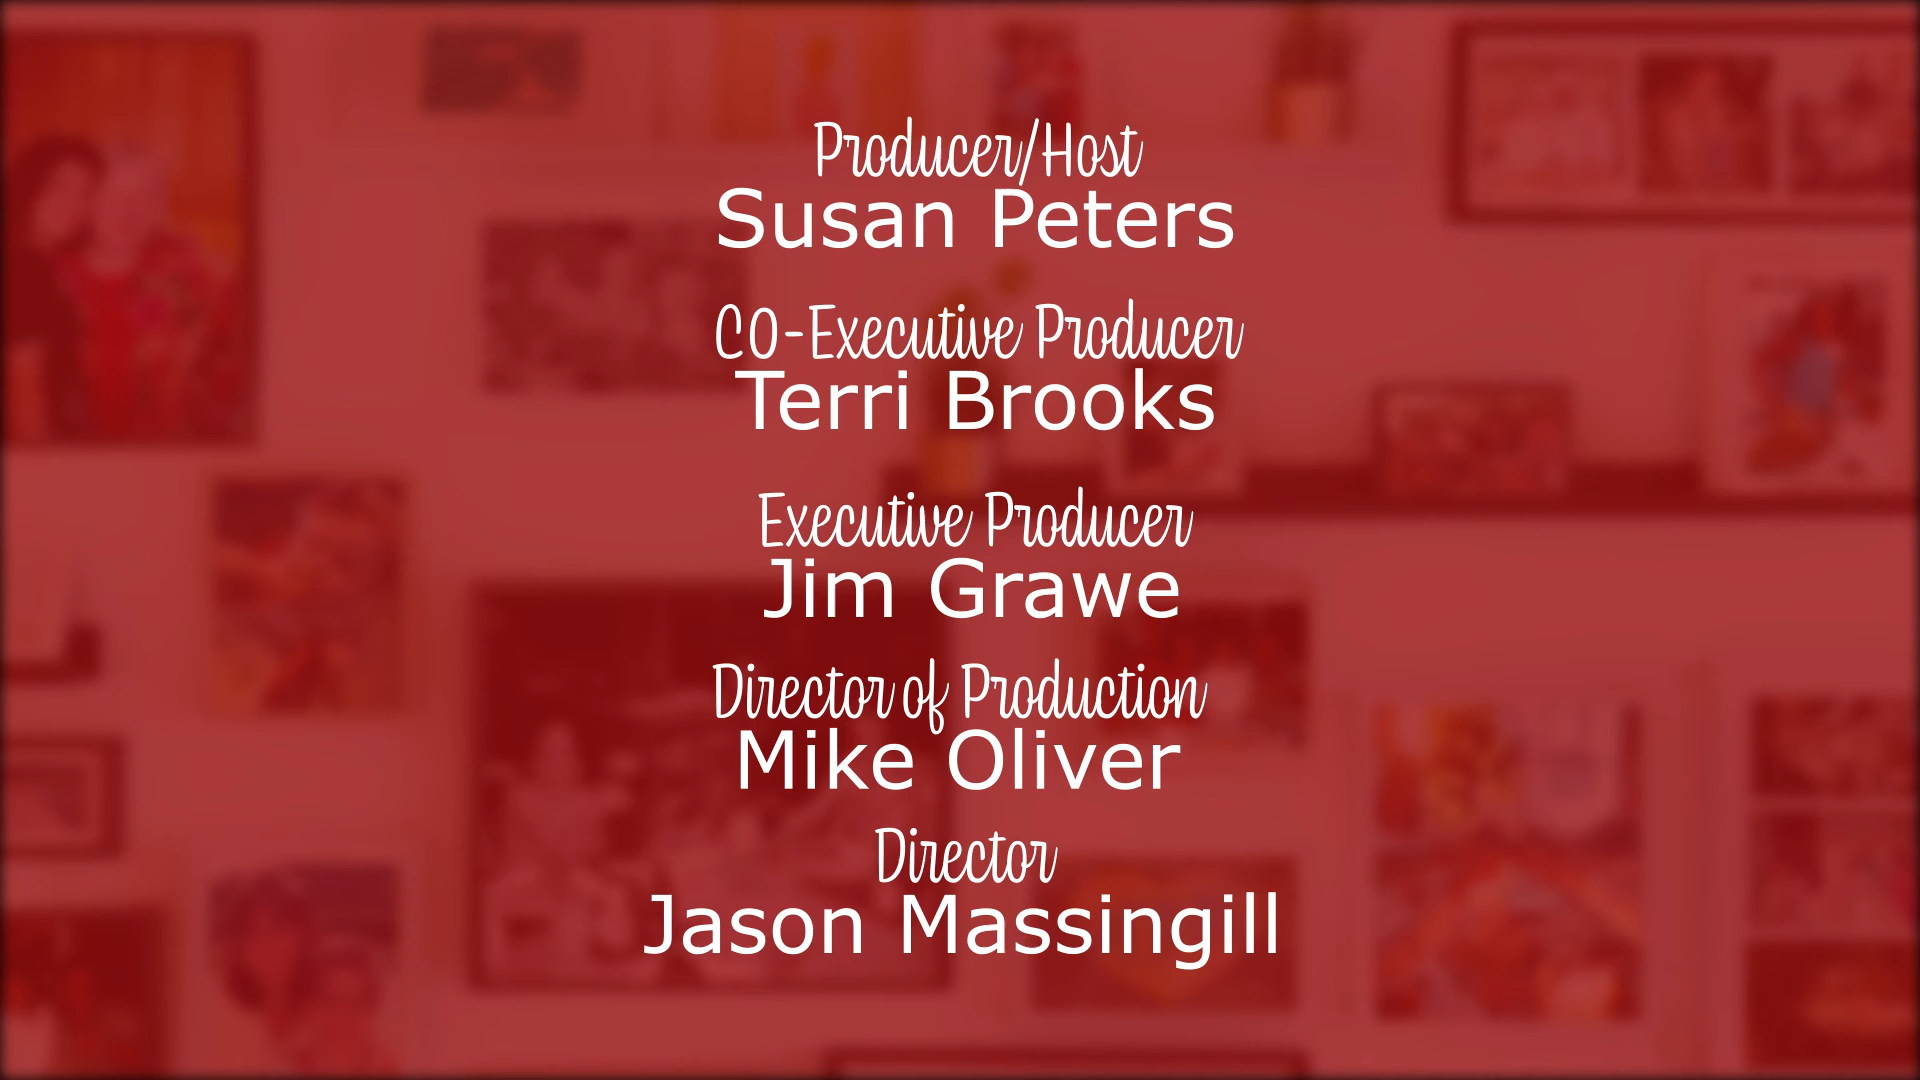 Producer/Host
Susan Peters
CO-Executive Producer
Terri Brooks
Executive Producer
Jim Grawe
Director of Production
Mike Oliver
Director
Jason Massingill